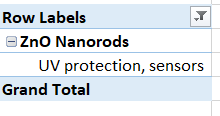 Row Labels
ZnO Nanorods
UV protection, sensors
Grand Total